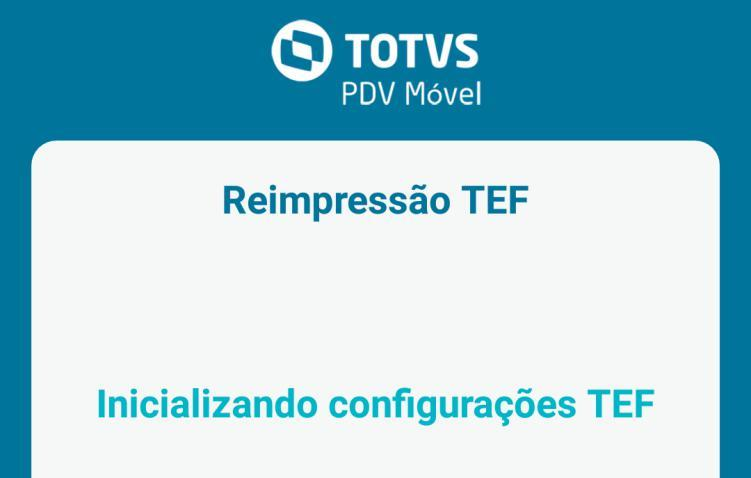 TOTVS
PDV Móvel
Reimpressão TEF
Inicializando configurações TEF